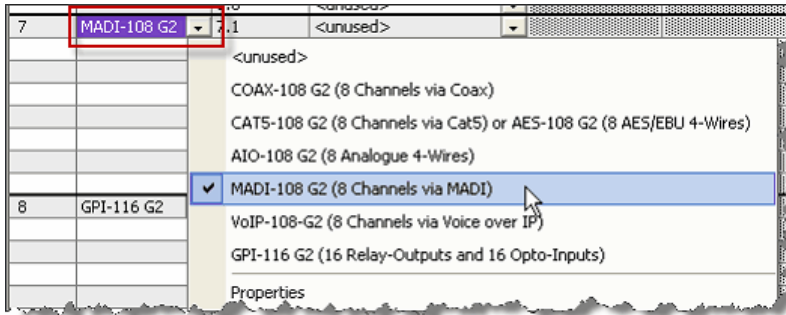 7 MADI-108 G2 7.1 <unused>
<unused>
COAX-108 G2 (8 Channels via Coax)
CAT5-108 G2 (8 Channels via Cat5) or AES-108 G2 (8 AES/EBU 4-Wires)
AIO-108 G2 (8 Analogue 4-Wires)
MADI-108 G2 (8 Channels via MADI)
8 GPI-116 G2
VoIP-108-G2 (8 Channels via Voice over IP)
GPI-116 G2 (16 Relay-Outputs and 16 Opto-Inputs)
Properties